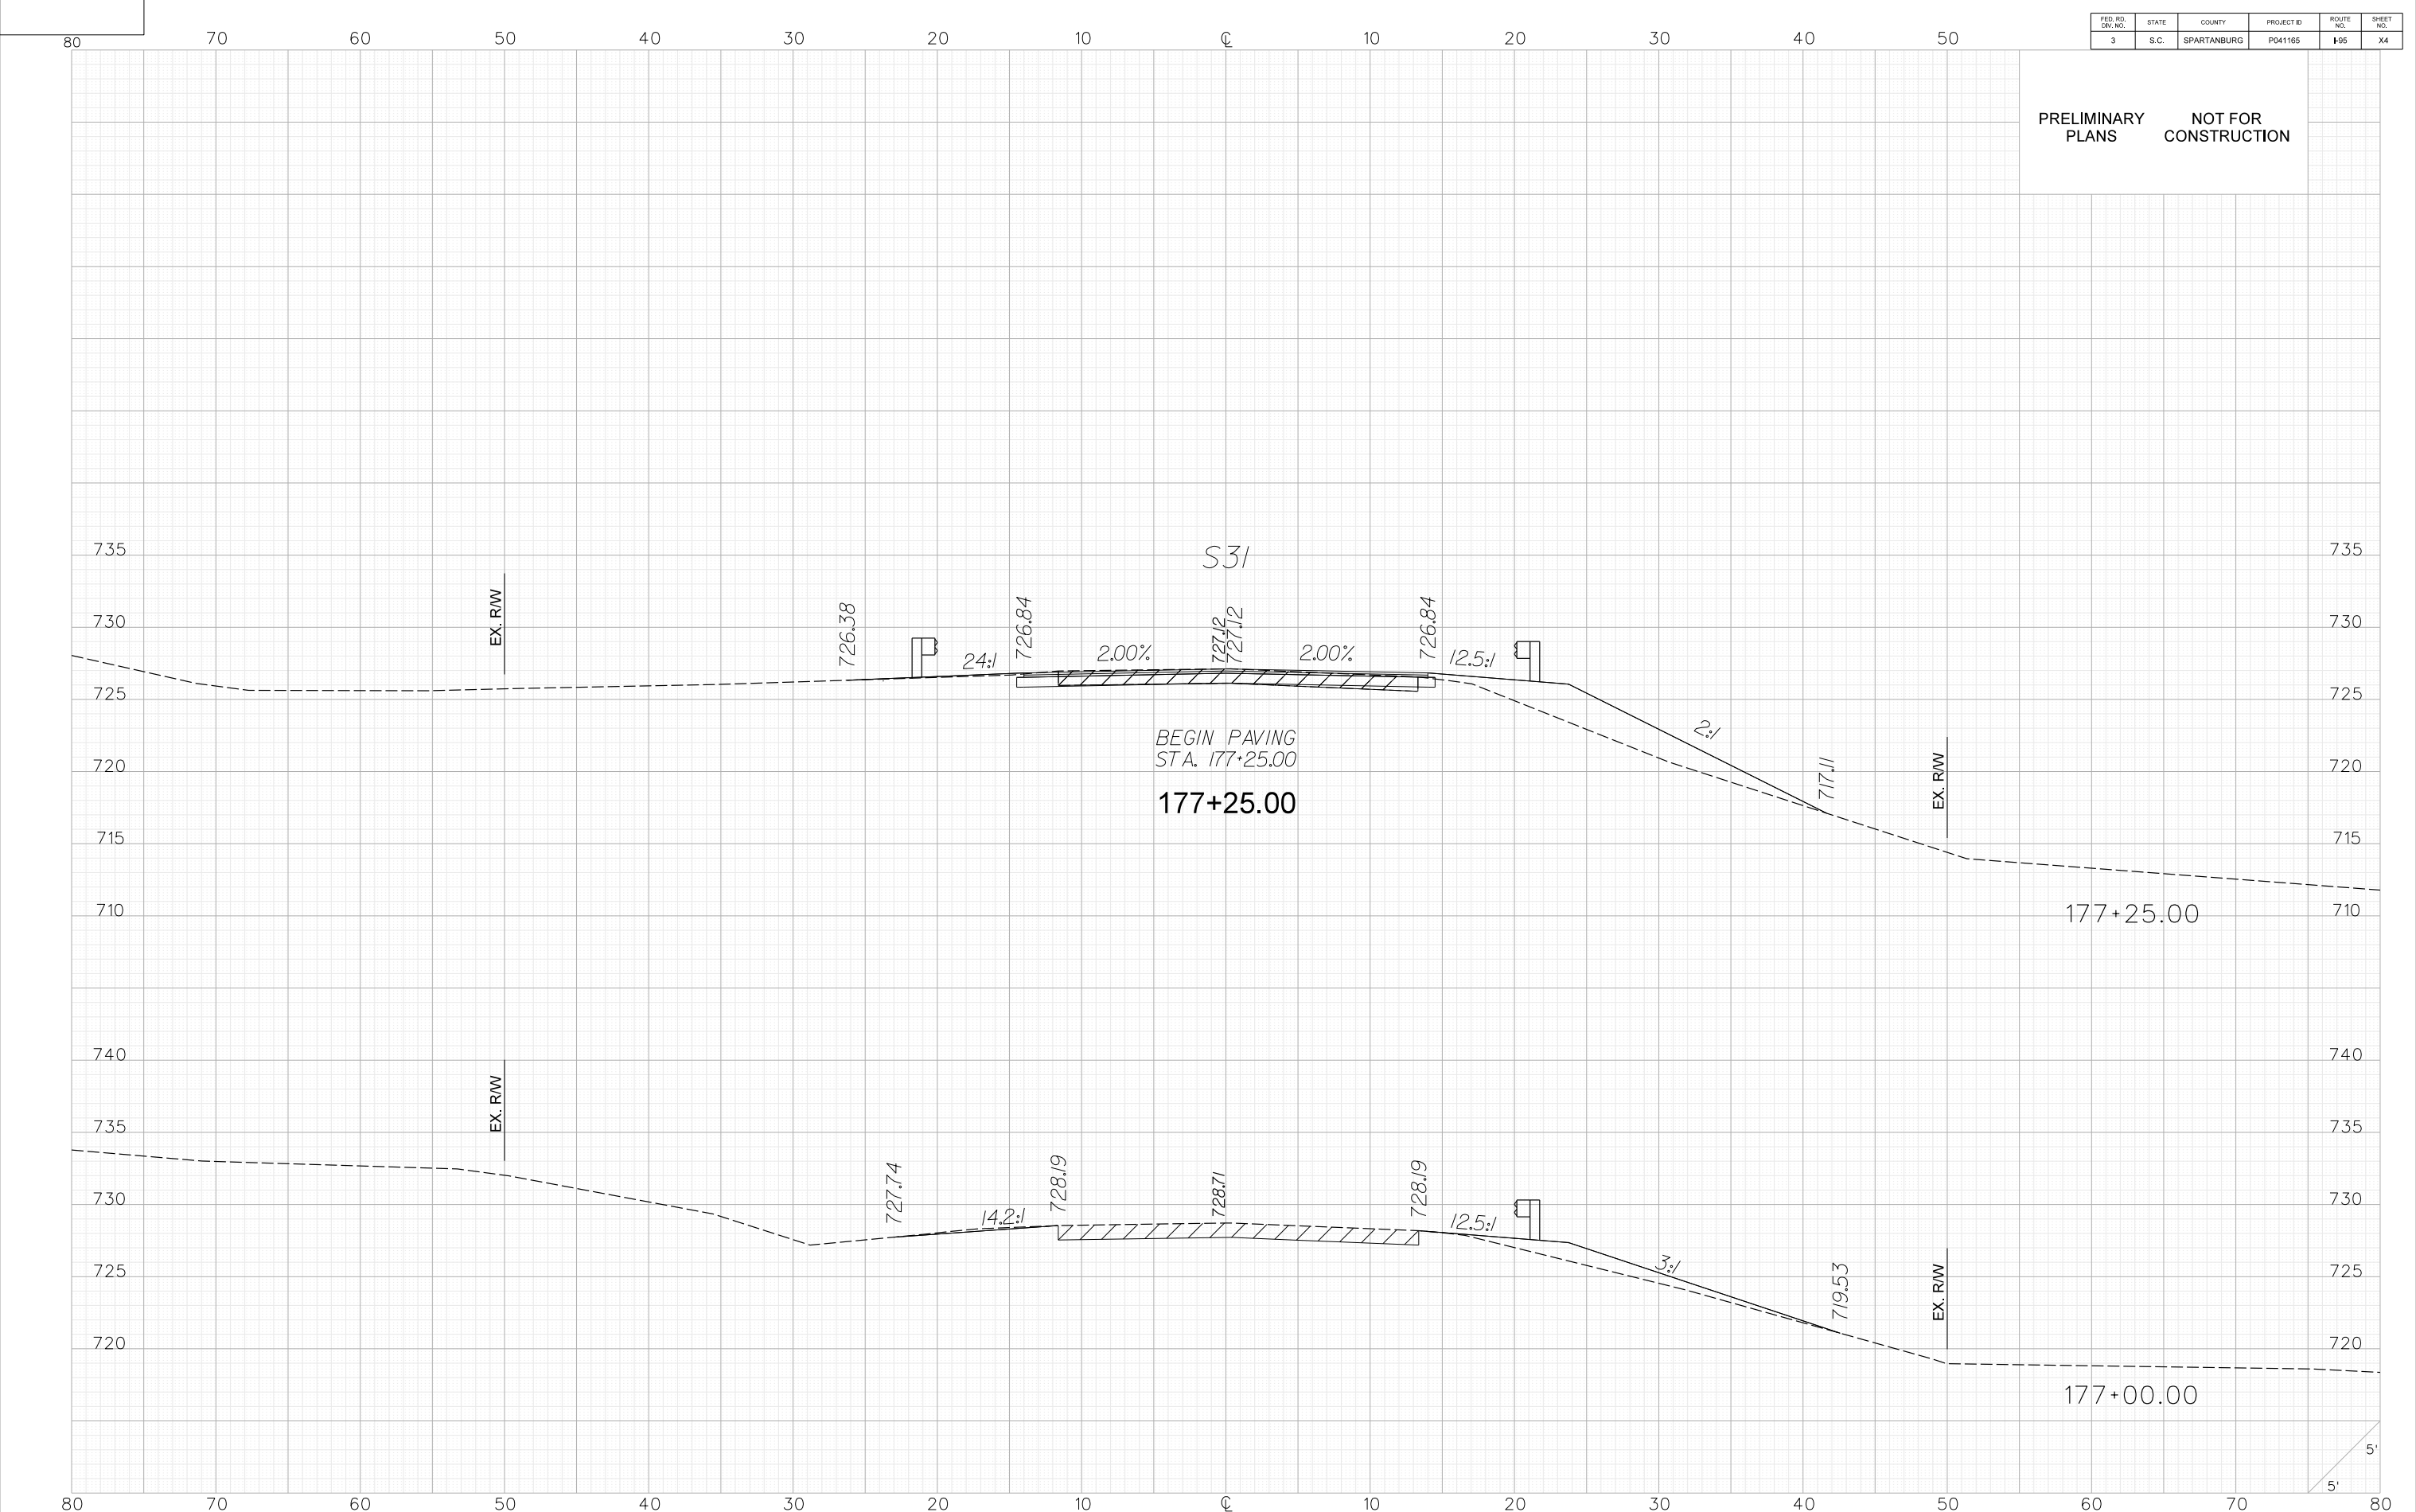 FED. RD. DIV. NO. STATE COUNTY PROJECT ID ROUTE NO. SHEET NO.
3 S.C. SPARTANBURG P041165 I-95 X4
80 70 60 50 40 30 20 10 ℄ 10 20 30 40 50
PRELIMINARY PLANS
NOT FOR CONSTRUCTION
735 735
S31
730 730
EX. R/W
726.38
24:1
726.84
2.00%
727.12
727.12
2.00%
726.84
12.5:1
725 725
2:1
BEGIN PAVING
STA. 177+25.00
720 720
717.11
EX. R/W
177+25.00
715 715
710 710
177+25.00
740 740
EX. R/W
735 735
730 730
727.74
14.2:1
728.19
728.71
728.19
12.5:1
725 725
3:1
719.53
EX. R/W
720 720
177+00.00
5'
5'
80 70 60 50 40 30 20 10 ℄ 10 20 30 40 50 60 70 80